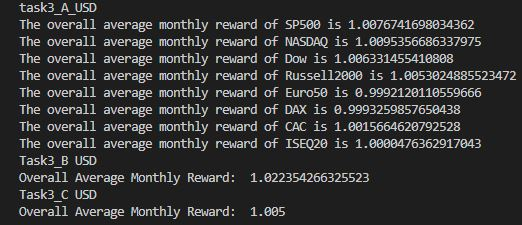 task3_A_USD
The overall average monthly reward of SP500 is 1.0076741698034362
The overall average monthly reward of NASDAQ is 1.0095356686337975
The overall average monthly reward of Dow is 1.006331455410808
The overall average monthly reward of Russell2000 is 1.0053024885523472
The overall average monthly reward of Euro50 is 0.9992120110559666
The overall average monthly reward of DAX is 0.9993259857650438
The overall average monthly reward of CAC is 1.0015664620792528
The overall average monthly reward of ISEQ20 is 1.0000476362917043
Task3_B USD
Overall Average Monthly Reward:  1.022354266325523
Task3_C USD
Overall Average Monthly Reward:  1.005